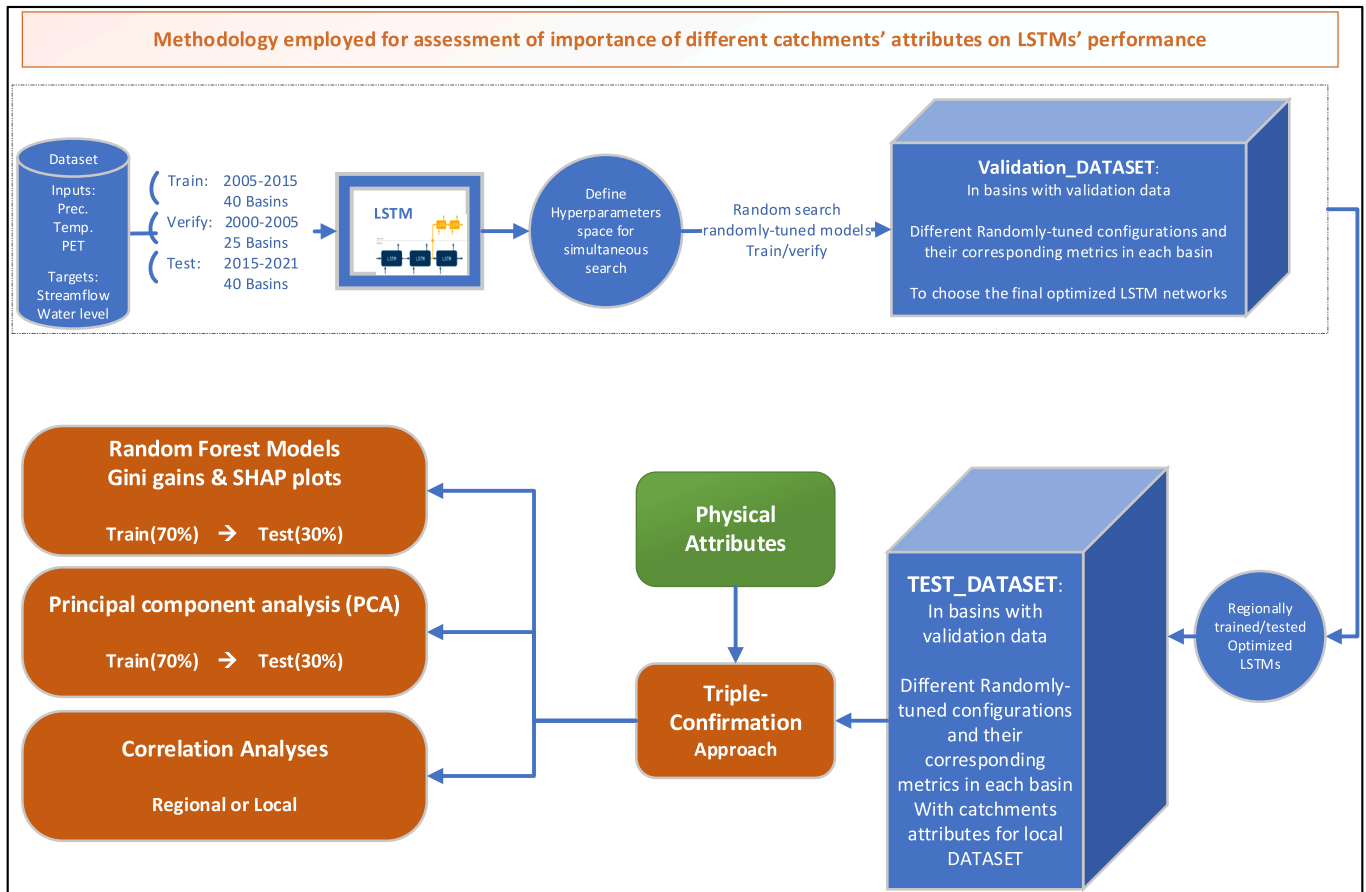 Methodology employed for assessment of importance of different catchments' attributes on LSTMs' performance
Dataset
Inputs:
Prec.
Temp.
PET
Targets:
Streamflow
Water level
Train: 2005-2015
40 Basins
Verify: 2000-2005
25 Basins
Test: 2015-2021
40 Basins
LSTM
LSTM LSTM LSTM
Define
Hyperparameters
space for
simultaneous
search
Random search
randomly-tuned models
Train/verify
Validation_DATASET:
In basins with validation data
Different Randomly-tuned configurations and
their corresponding metrics in each basin
To choose the final optimized LSTM networks
Regionally
trained/tested
Optimized
LSTMs
TEST_DATASET:
In basins with
validation data
Different Randomly-
tuned configurations
and their
corresponding
metrics in each basin
With catchments
attributes for local
DATASET
Physical
Attributes
Triple-
Confirmation
Approach
Random Forest Models
Gini gains & SHAP plots
Train(70%) → Test(30%)
Principal component analysis (PCA)
Train(70%) → Test(30%)
Correlation Analyses
Regional or Local